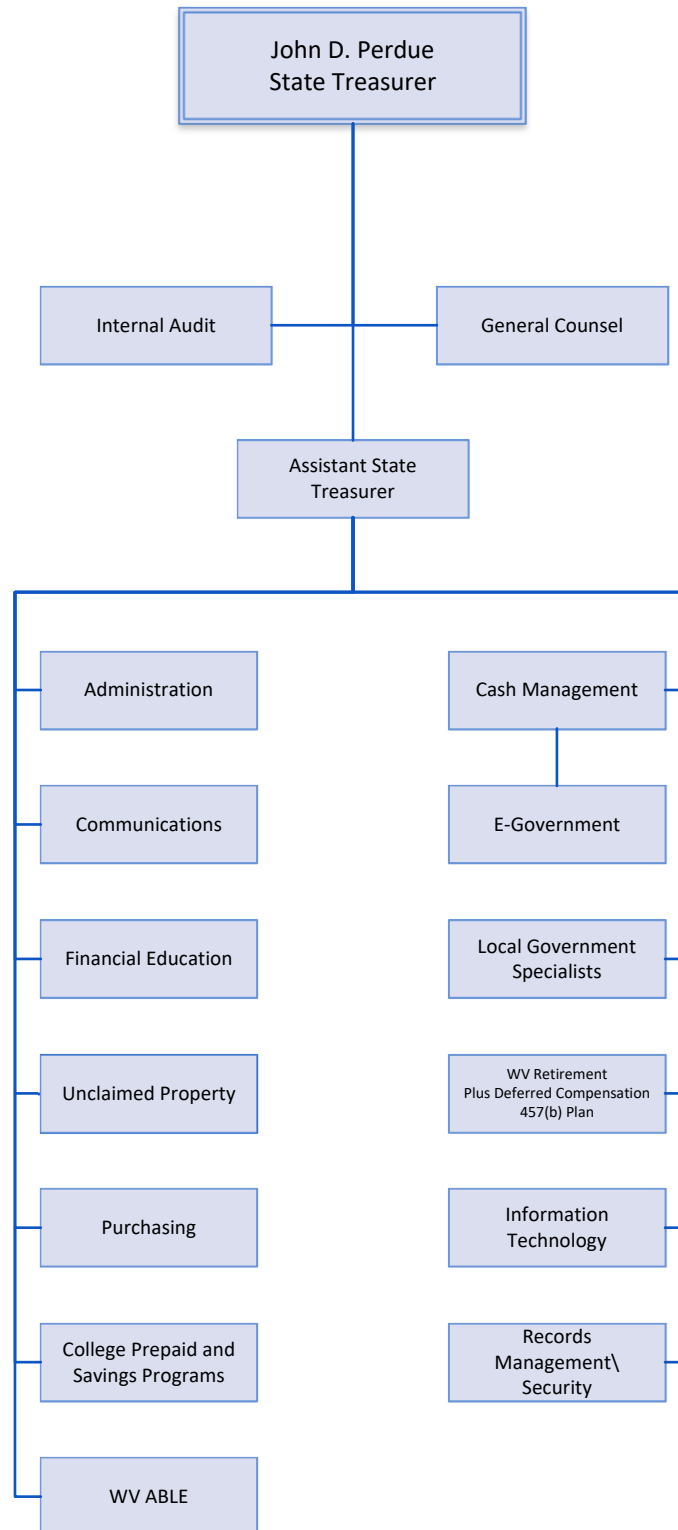 John D. Perdue
State Treasurer
Internal Audit
General Counsel
Assistant State
Treasurer
Administration
Cash Management
Communications
E-Government
Financial Education
Local Government
Specialists
Unclaimed Property
WV Retirement
Plus Deferred Compensation
457(b) Plan
Purchasing
Information
Technology
College Prepaid and
Savings Programs
Records
Management\
Security
WV ABLE